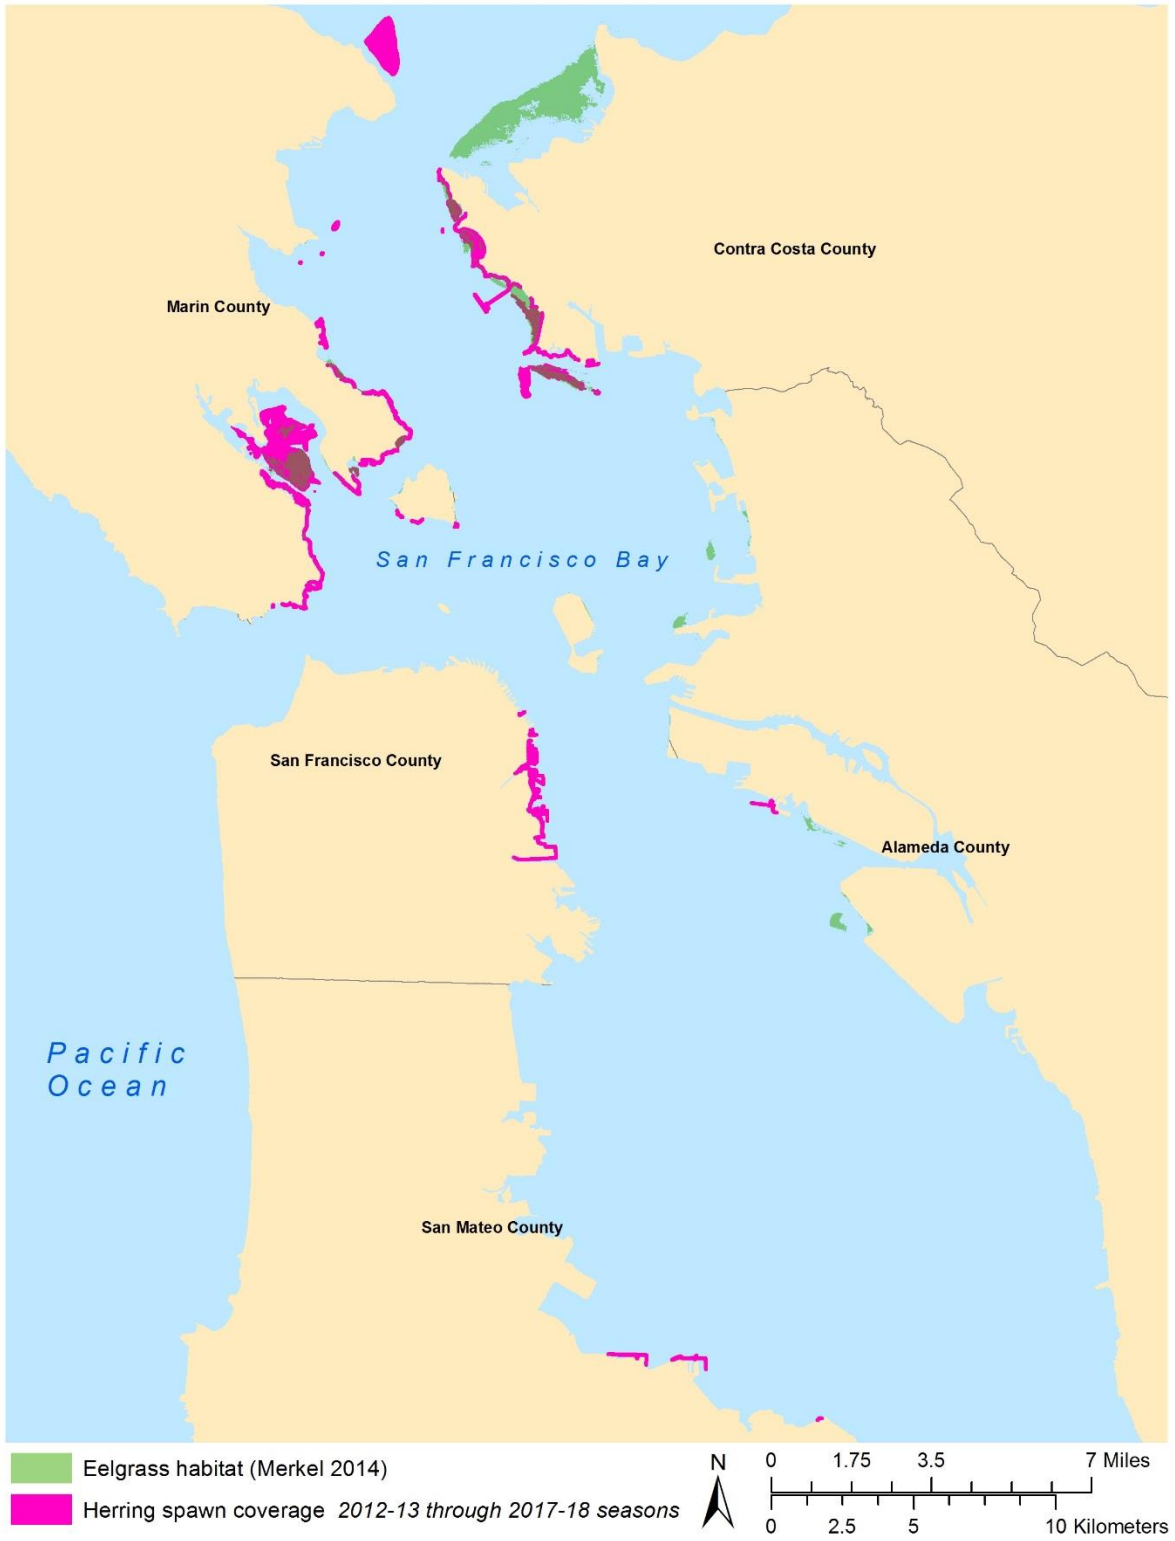 Contra Costa County
Marin County
San Francisco Bay
San Francisco County
Alameda County
Pacific
Ocean
San Mateo County
Eelgrass habitat (Merkel 2014)
Herring spawn coverage 2012-13 through 2017-18 seasons
N
0 1.75 3.5 7 Miles
0 2.5 5 10 Kilometers